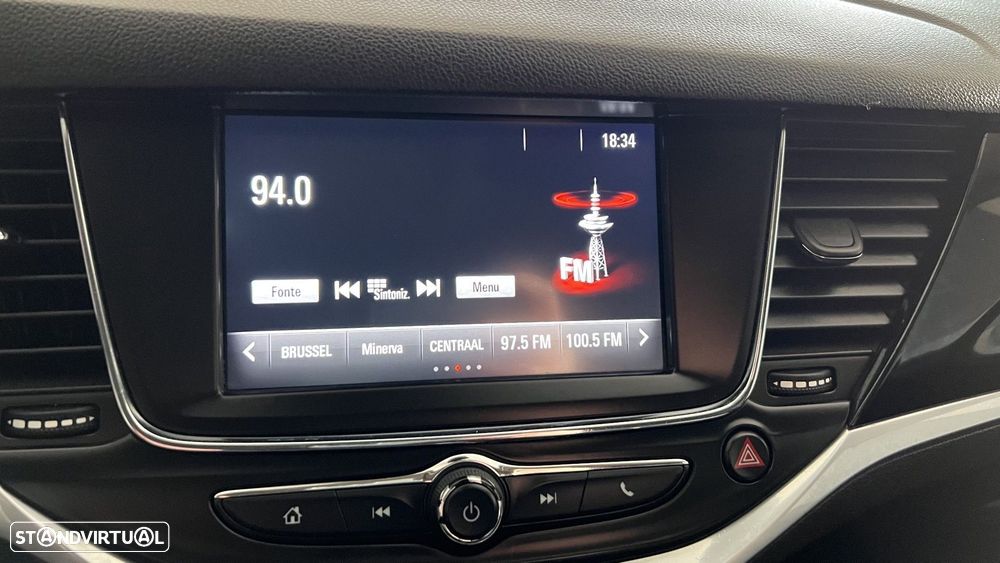 18:34
94.0
FM
Fonte
Sintoniz.
Menu
BRUSSEL
Minerva
CENTRAAL
97.5 FM
100.5 FM
STANDVIRTUAL